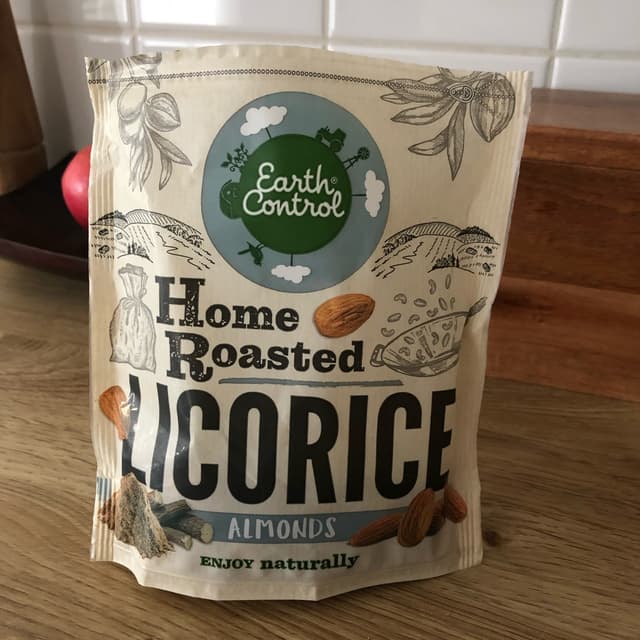 Earth®
Control
Home
Roasted
LICORICE
ALMONDS
ENJOY naturally